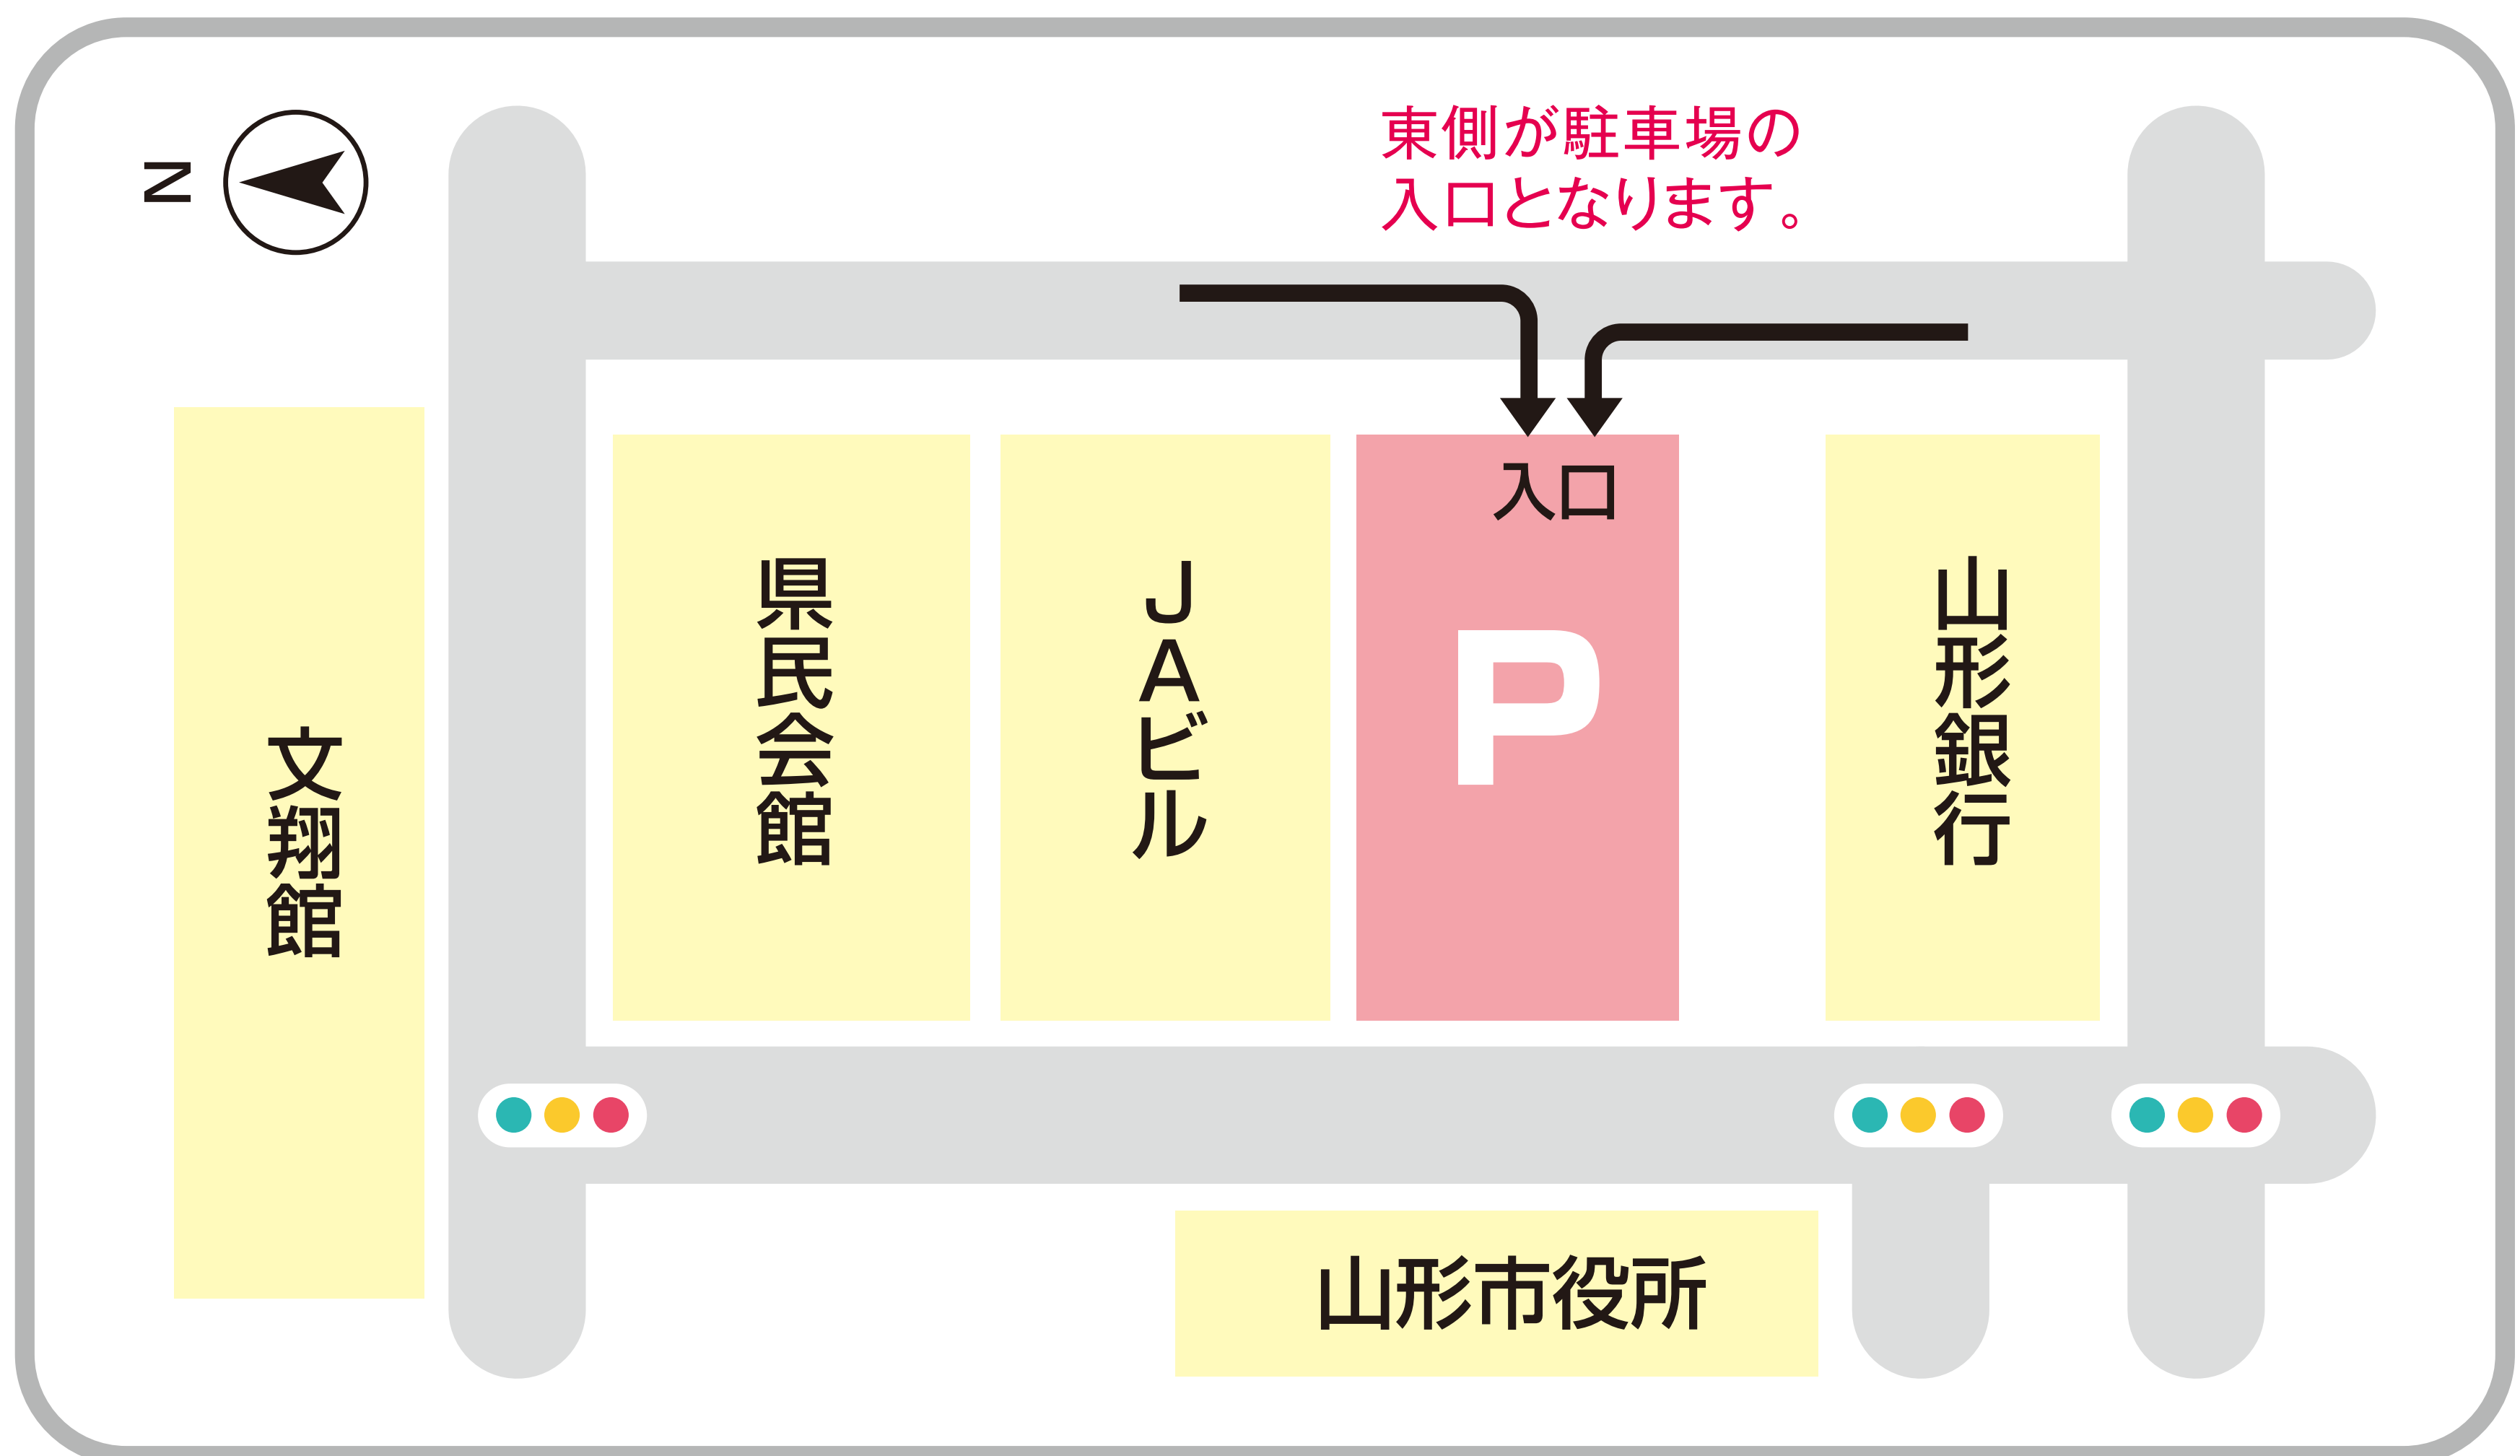 東側が駐車場の
入口となります。
N
入口
P
文翔館
県民会館
JAビル
山形銀行
山形市役所